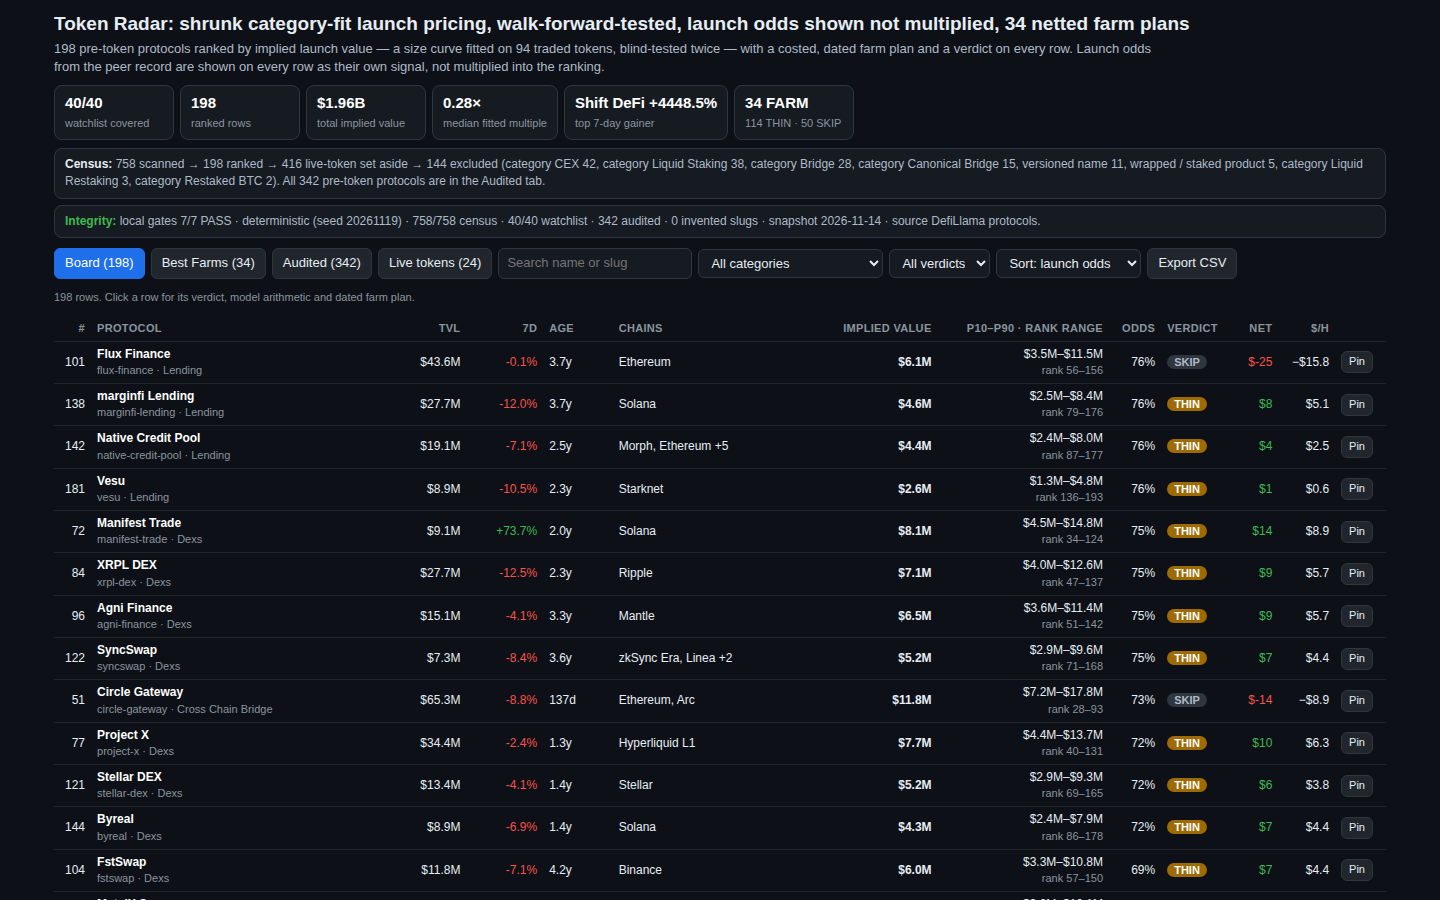 Token Radar: shrunk category-fit launch pricing, walk-forward-tested, launch odds shown not multiplied, 34 netted farm plans
198 pre-token protocols ranked by implied launch value — a size curve fitted on 94 traded tokens, blind-tested twice — with a costed, dated farm plan and a verdict on every row. Launch odds
from the peer record are shown on every row as their own signal, not multiplied into the ranking.
40/40 198 $1.96B 0.28× Shift DeFi +4448.5% 34 FARM
watchlist covered ranked rows total implied value median fitted multiple top 7-day gainer 114 THIN · 50 SKIP
Census: 758 scanned → 198 ranked → 416 live-token set aside → 144 excluded (category CEX 42, category Liquid Staking 38, category Bridge 28, category Canonical Bridge 15, versioned name 11, wrapped / staked product 5, category Liquid
Restaking 3, category Restaked BTC 2). All 342 pre-token protocols are in the Audited tab.
Integrity: local gates 7/7 PASS · deterministic (seed 20261119) · 758/758 census · 40/40 watchlist · 342 audited · 0 invented slugs · snapshot 2026-11-14 · source DefiLlama protocols.
Board (198) Best Farms (34) Audited (342) Live tokens (24) Search name or slug All categories All verdicts Sort: launch odds Export CSV
198 rows. Click a row for its verdict, model arithmetic and dated farm plan.
# PROTOCOL TVL 7D AGE CHAINS IMPLIED VALUE P10–P90 · RANK RANGE ODDS VERDICT NET $/H
101 Flux Finance $43.6M -0.1% 3.7y Ethereum $6.1M $3.5M–$11.5M 76% SKIP $-25 −$15.8 Pin
flux-finance · Lending rank 56–156
138 marginfi Lending $27.7M -12.0% 3.7y Solana $4.6M $2.5M–$8.4M 76% THIN $8 $5.1 Pin
marginfi-lending · Lending rank 79–176
142 Native Credit Pool $19.1M -7.1% 2.5y Morph, Ethereum +5 $4.4M $2.4M–$8.0M 76% THIN $4 $2.5 Pin
native-credit-pool · Lending rank 87–177
181 Vesu $8.9M -10.5% 2.3y Starknet $2.6M $1.3M–$4.8M 76% THIN $1 $0.6 Pin
vesu · Lending rank 136–193
72 Manifest Trade $9.1M +73.7% 2.0y Solana $8.1M $4.5M–$14.8M 75% THIN $14 $8.9 Pin
manifest-trade · Dexs rank 34–124
84 XRPL DEX $27.7M -12.5% 2.3y Ripple $7.1M $4.0M–$12.6M 75% THIN $9 $5.7 Pin
xrpl-dex · Dexs rank 47–137
96 Agni Finance $15.1M -4.1% 3.3y Mantle $6.5M $3.6M–$11.4M 75% THIN $9 $5.7 Pin
agni-finance · Dexs rank 51–142
122 SyncSwap $7.3M -8.4% 3.6y zkSync Era, Linea +2 $5.2M $2.9M–$9.6M 75% THIN $7 $4.4 Pin
syncswap · Dexs rank 71–168
51 Circle Gateway $65.3M -8.8% 137d Ethereum, Arc $11.8M $7.2M–$17.8M 73% SKIP $-14 −$8.9 Pin
circle-gateway · Cross Chain Bridge rank 28–93
77 Project X $34.4M -2.4% 1.3y Hyperliquid L1 $7.7M $4.4M–$13.7M 72% THIN $10 $6.3 Pin
project-x · Dexs rank 40–131
121 Stellar DEX $13.4M -4.1% 1.4y Stellar $5.2M $2.9M–$9.3M 72% THIN $6 $3.8 Pin
stellar-dex · Dexs rank 69–165
144 Byreal $8.9M -6.9% 1.4y Solana $4.3M $2.4M–$7.9M 72% THIN $7 $4.4 Pin
byreal · Dexs rank 86–178
104 FstSwap $11.8M -7.1% 4.2y Binance $6.0M $3.3M–$10.8M 69% THIN $7 $4.4 Pin
fstswap · Dexs rank 57–150